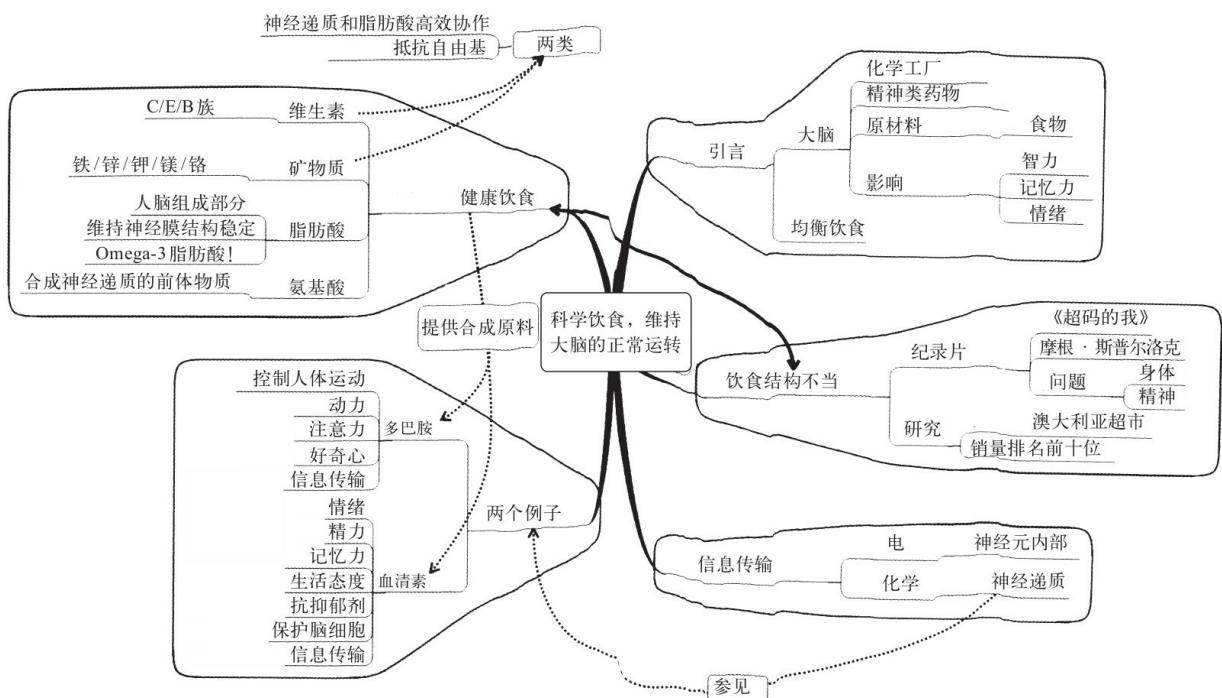 科学饮食，维持
大脑的正常运转
引言
大脑
化学工厂
精神类药物
原材料
食物
影响
智力
记忆力
情绪
均衡饮食
饮食结构不当
纪录片
《超码的我》
摩根·斯普尔洛克
问题
身体
精神
研究
澳大利亚超市
销量排名前十位
信息传输
电
神经元内部
化学
神经递质
参见
两个例子
多巴胺
控制人体运动
动力
注意力
好奇心
信息传输
血清素
情绪
精力
记忆力
生活态度
抗抑郁剂
保护脑细胞
信息传输
提供合成原料
健康饮食
维生素
C/E/B族
矿物质
铁/锌/钾/镁/铬
脂肪酸
人脑组成部分
维持神经膜结构稳定
Omega-3脂肪酸！
氨基酸
合成神经递质的前体物质
两类
神经递质和脂肪酸高效协作
抵抗自由基